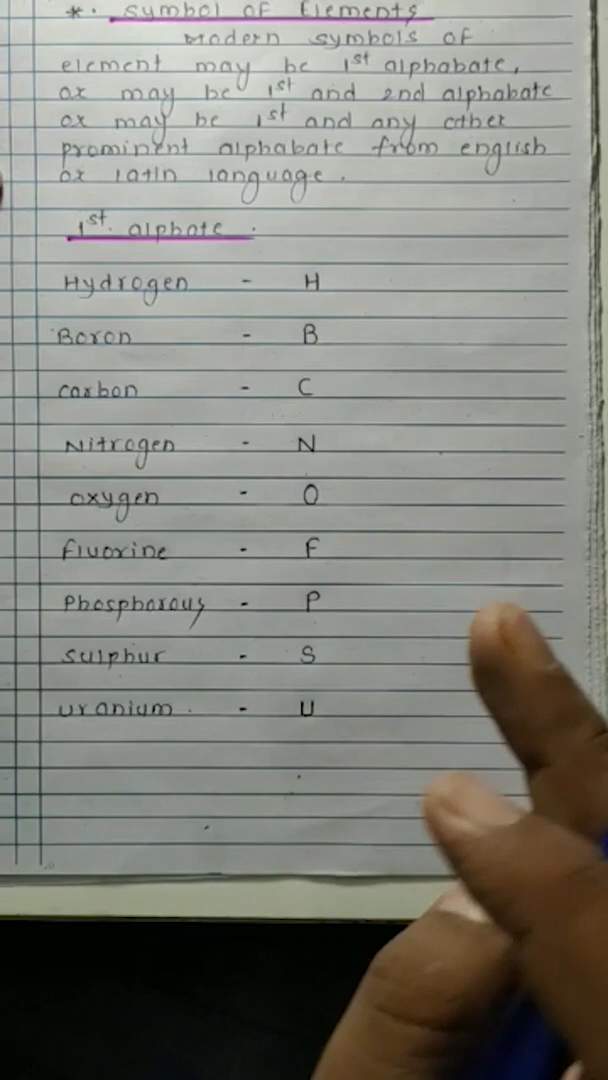 *. Symbol of Elements
Modern symbols of
element may be 1st alphabate,
or may be 1st and 2nd alphabate
or may be 1st and any other
prominent alphabate from english
or latin language.
1st. alphate.
Hydrogen - H
Boron - B
Carbon - C
Nitrogen - N
Oxygen - O
Fluorine - F
Phosphorous - P
Sulphur - S
Uranium. - U